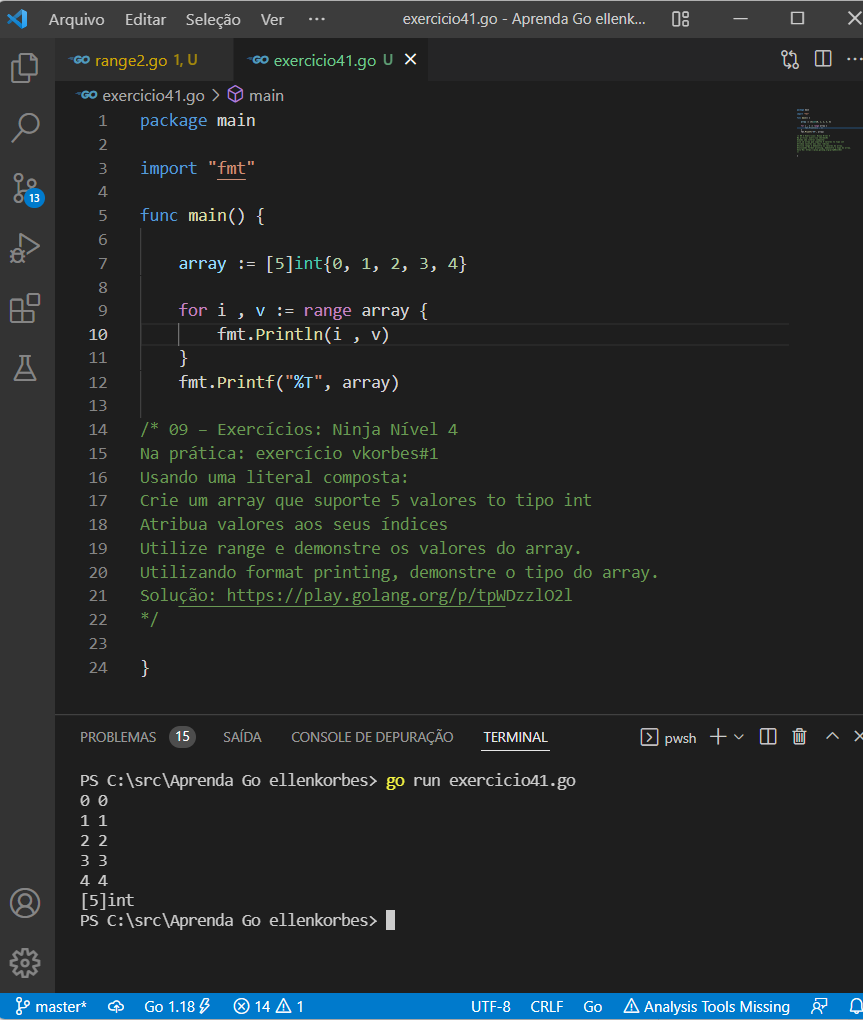 Arquivo Editar Seleção Ver ··· exercicio41.go - Aprenda Go ellenk...
GO range2.go 1, U GO exercicio41.go U
GO exercicio41.go > main
1 package main
2
3 import "fmt"
4
5 func main() {
6
7 array := [5]int{0, 1, 2, 3, 4}
8
9 for i , v := range array {
10 fmt.Println(i , v)
11 }
12 fmt.Printf("%T", array)
13
14 /* 09 – Exercícios: Ninja Nível 4
15 Na prática: exercício vkorbes#1
16 Usando uma literal composta:
17 Crie um array que suporte 5 valores to tipo int
18 Atribua valores aos seus índices
19 Utilize range e demonstre os valores do array.
20 Utilizando format printing, demonstre o tipo do array.
21 Solução: https://play.golang.org/p/tpWDzzlO2l
22 */
23
24 }
13
PROBLEMAS 15 SAÍDA CONSOLE DE DEPURAÇÃO TERMINAL pwsh
PS C:\src\Aprenda Go ellenkorbes> go run exercicio41.go
0 0
1 1
2 2
3 3
4 4
[5]int
PS C:\src\Aprenda Go ellenkorbes>
master* Go 1.18 14 1 UTF-8 CRLF Go Analysis Tools Missing